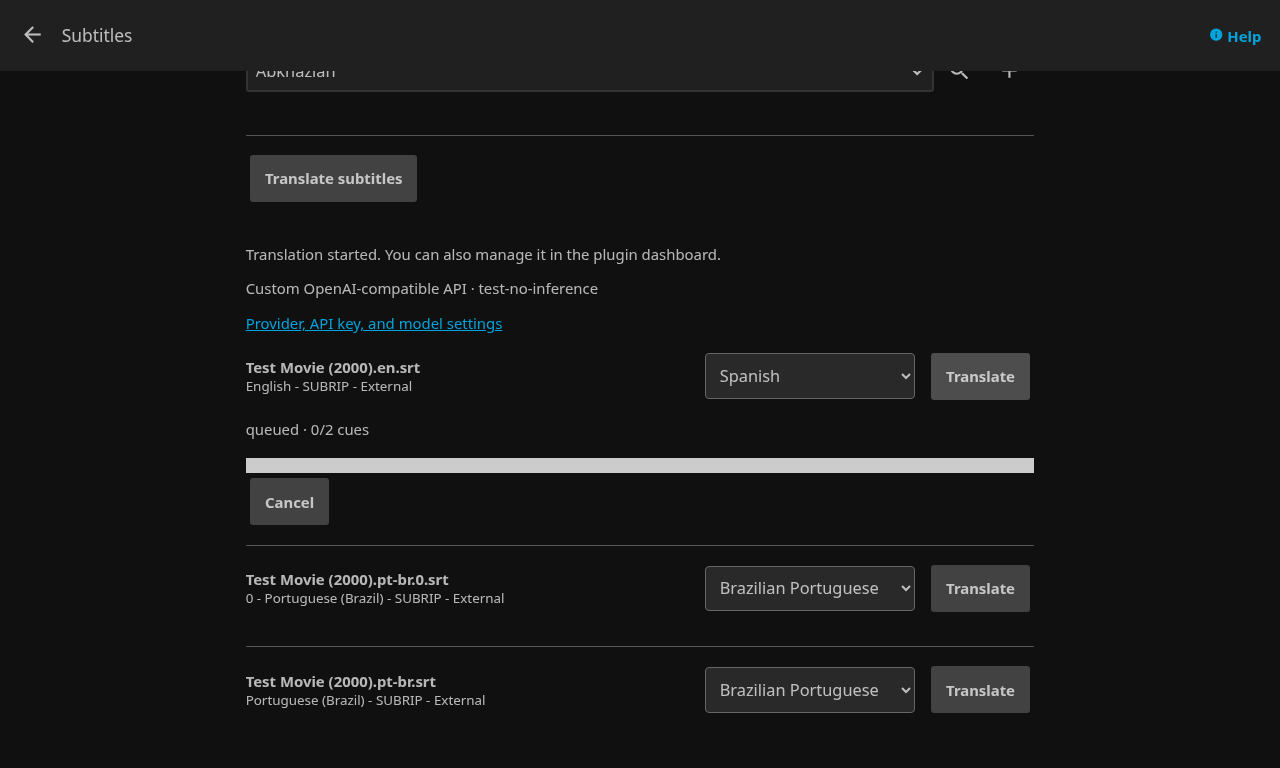 Subtitles
Help
Abkhazian
Translate subtitles
Translation started. You can also manage it in the plugin dashboard.
Custom OpenAI-compatible API · test-no-inference
Provider, API key, and model settings
Test Movie (2000).en.srt
English - SUBRIP - External
Spanish
Translate
queued · 0/2 cues
Cancel
Test Movie (2000).pt-br.0.srt
0 - Portuguese (Brazil) - SUBRIP - External
Brazilian Portuguese
Translate
Test Movie (2000).pt-br.srt
Portuguese (Brazil) - SUBRIP - External
Brazilian Portuguese
Translate